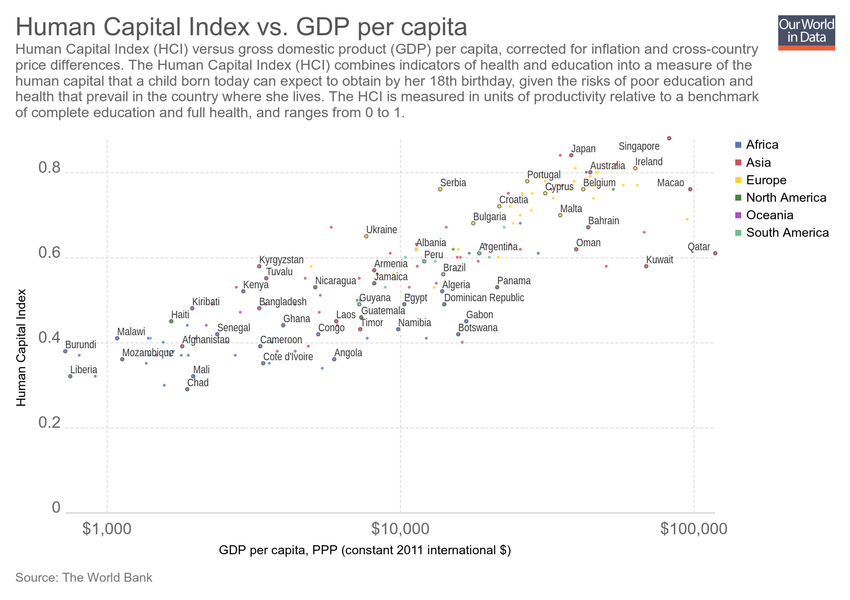 Human Capital Index vs. GDP per capita
Our World
in Data
Human Capital Index (HCI) versus gross domestic product (GDP) per capita, corrected for inflation and cross-country
price differences. The Human Capital Index (HCI) combines indicators of health and education into a measure of the
human capital that a child born today can expect to obtain by her 18th birthday, given the risks of poor education and
health that prevail in the country where she lives. The HCI is measured in units of productivity relative to a benchmark
of complete education and full health, and ranges from 0 to 1.
Africa
Asia
Europe
North America
Oceania
South America
Human Capital Index
0.8
0.6
0.4
0.2
0
Japan
Singapore
Australia
Ireland
Portugal
Serbia
Cyprus
Belgium
Macao
Croatia
Malta
Bulgaria
Bahrain
Ukraine
Albania
Argentina
Oman
Qatar
Peru
Kyrgyzstan
Armenia
Brazil
Kuwait
Tuvalu
Jamaica
Kenya
Nicaragua
Algeria
Panama
Kiribati
Bangladesh
Guyana
Egypt
Dominican Republic
Haiti
Ghana
Laos
Guatemala
Timor
Namibia
Gabon
Malawi
Senegal
Congo
Botswana
Burundi
Mozambique
Afghanistan
Cameroon
Cote d'Ivoire
Angola
Liberia
Mali
Chad
$1,000
$10,000
$100,000
GDP per capita, PPP (constant 2011 international $)
Source: The World Bank